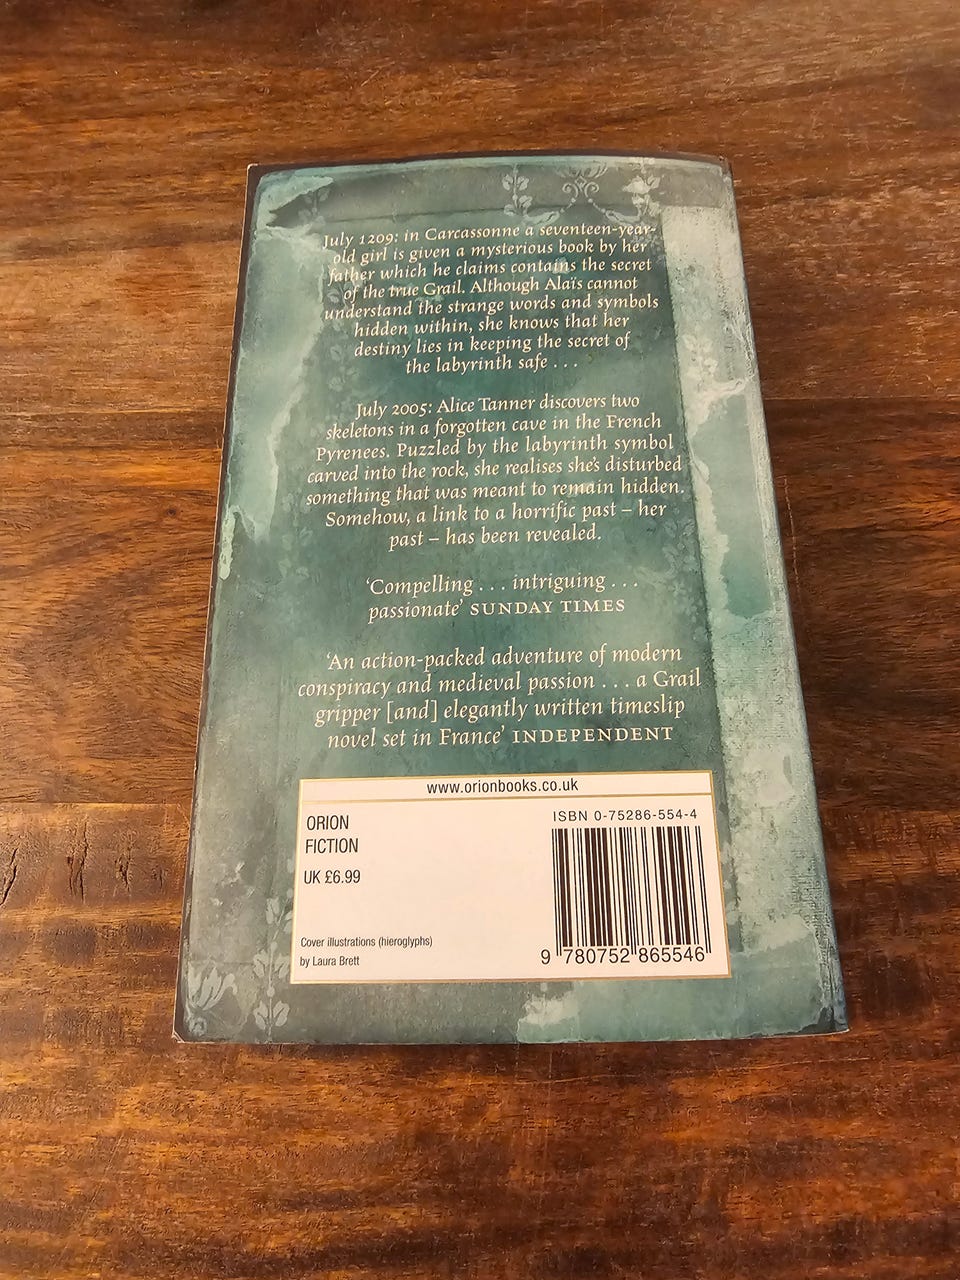 July 1209: in Carcassonne a seventeen-year-
old girl is given a mysterious book by her
father which he claims contains the secret
of the true Grail. Although Alaïs cannot
understand the strange words and symbols
hidden within, she knows that her
destiny lies in keeping the secret of
the labyrinth safe . . .
July 2005: Alice Tanner discovers two
skeletons in a forgotten cave in the French
Pyrenees. Puzzled by the labyrinth symbol
carved into the rock, she realises she's disturbed
something that was meant to remain hidden.
Somehow, a link to a horrific past – her
past – has been revealed.
'Compelling . . . intriguing . . .
passionate' SUNDAY TIMES
'An action-packed adventure of modern
conspiracy and medieval passion . . . a Grail
gripper [and] elegantly written timeslip
novel set in France' INDEPENDENT
www.orionbooks.co.uk
ORION
FICTION
UK £6.99
Cover illustrations (hieroglyphs)
by Laura Brett
ISBN 0-75286-554-4
9 780752 865546